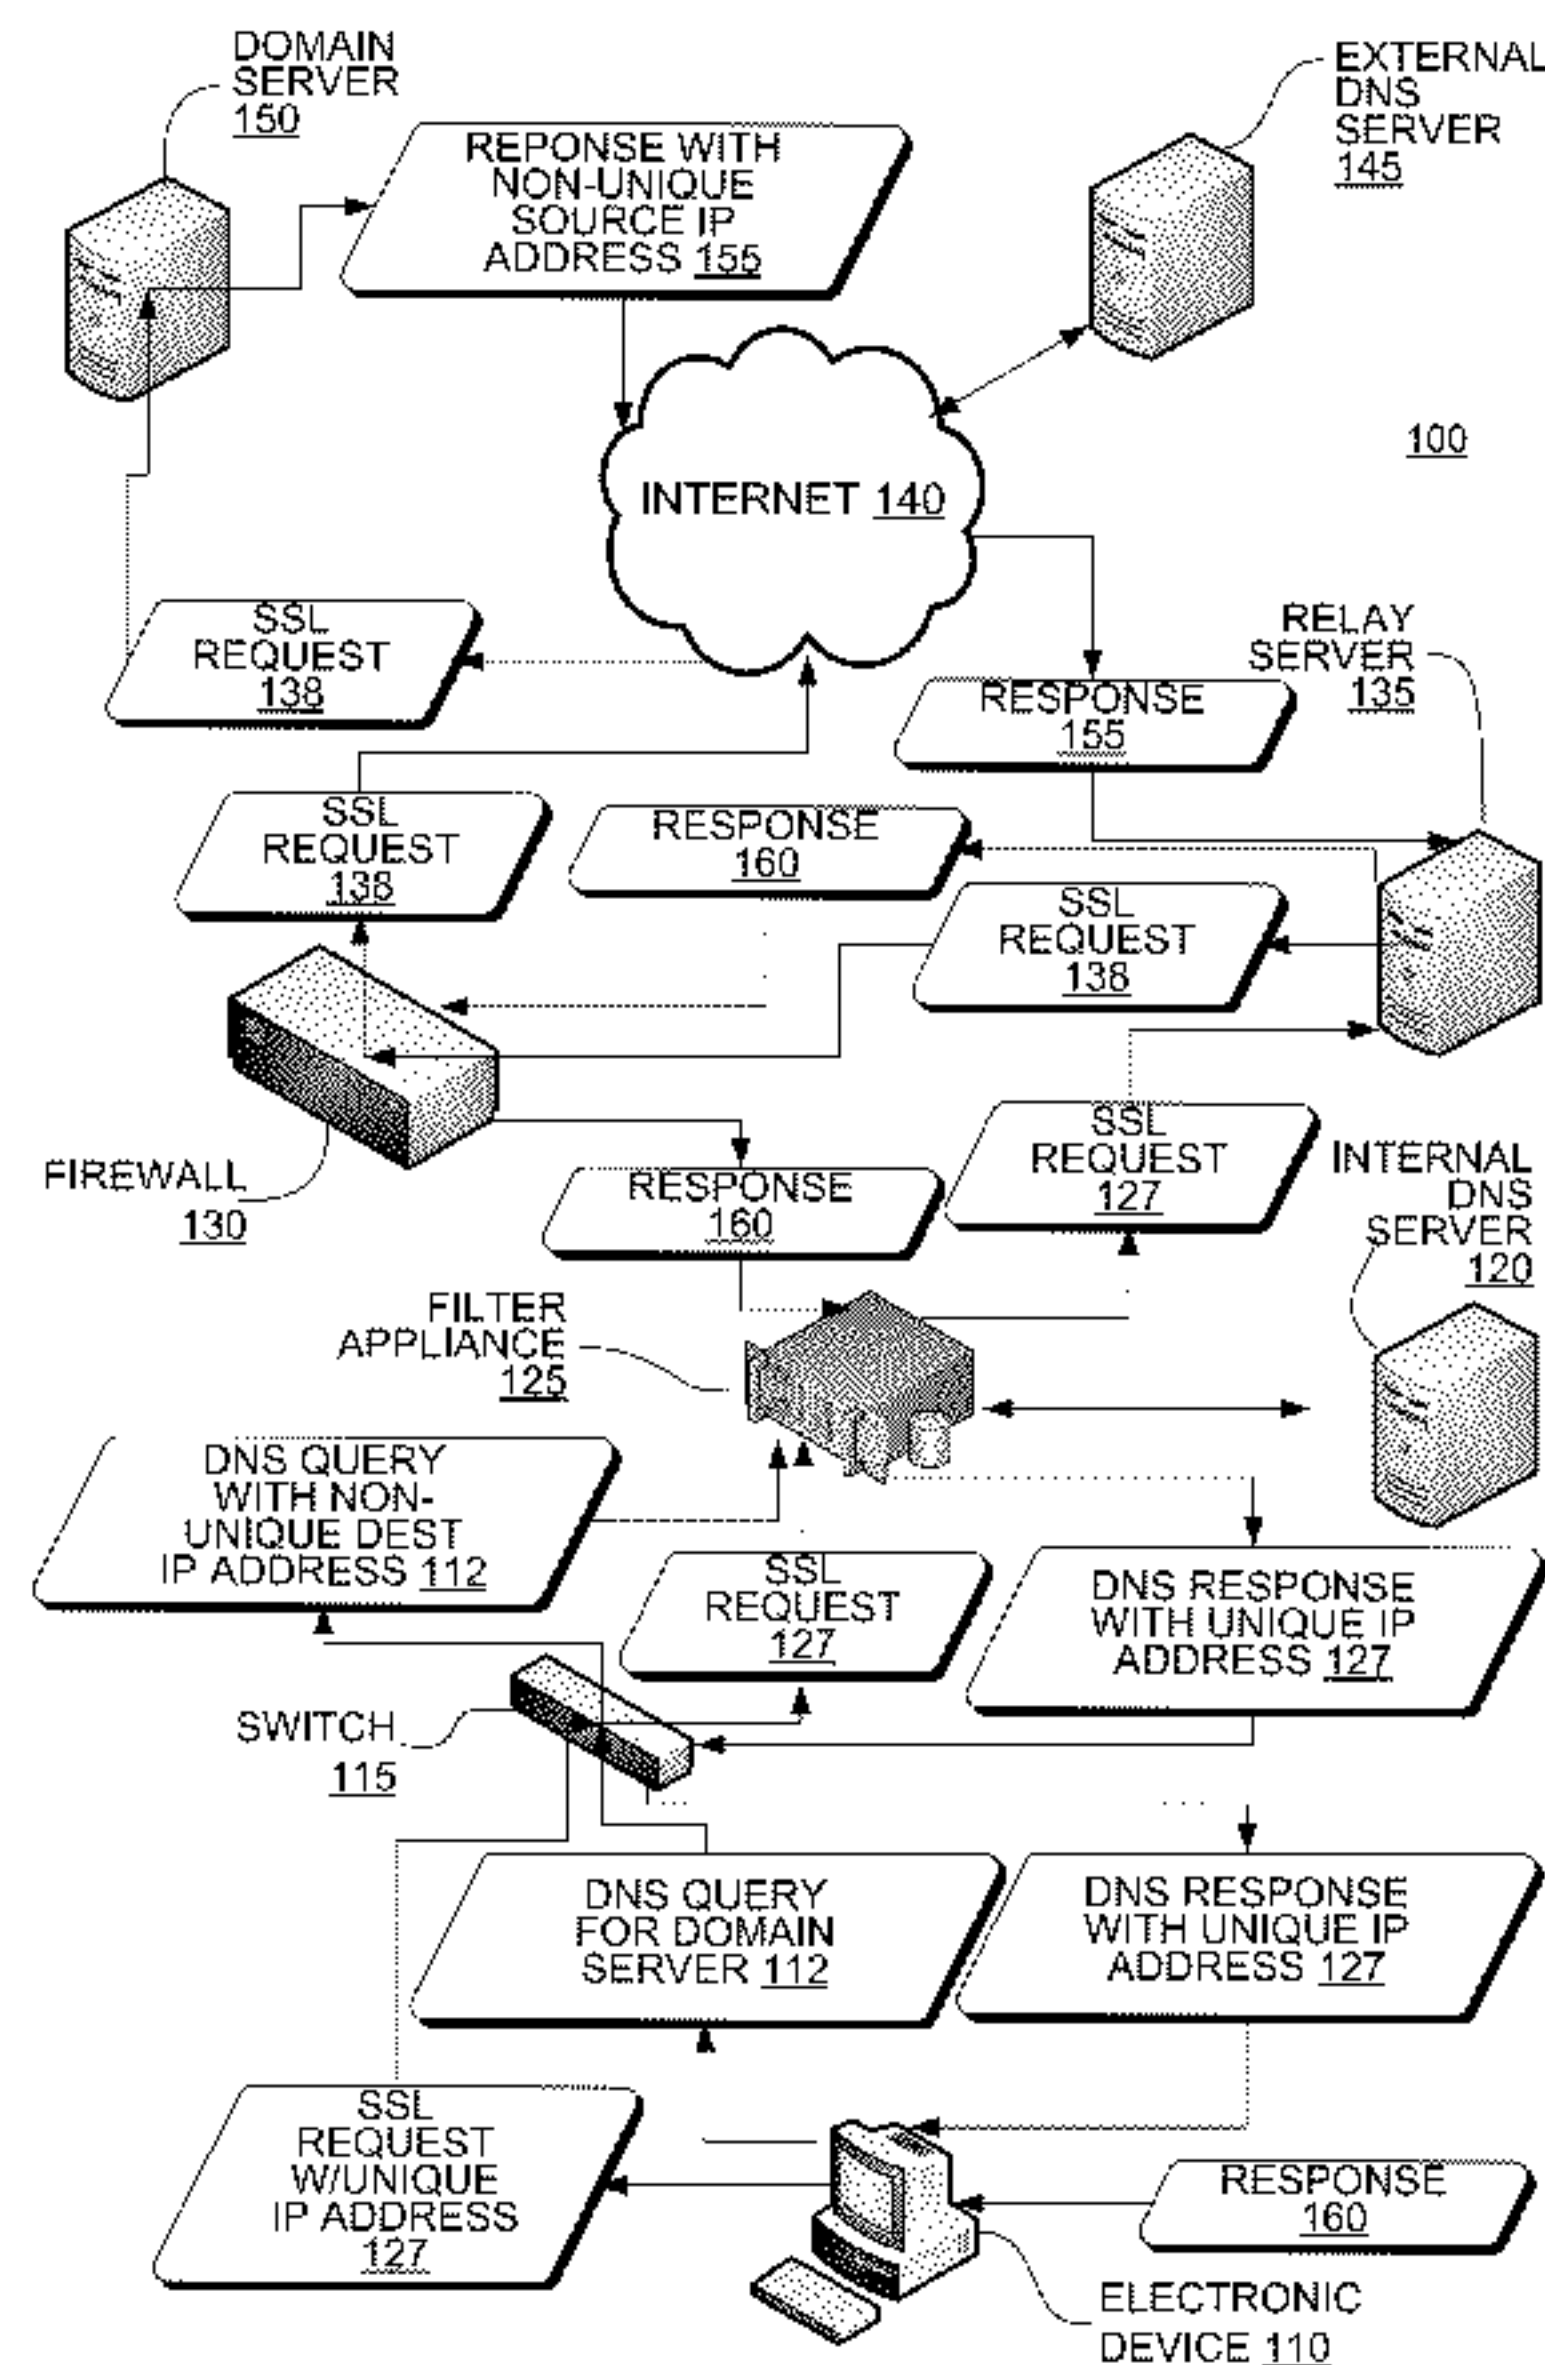 DOMAIN
SERVER
150
REPONSE WITH
NON-UNIQUE
SOURCE IP
ADDRESS 155
EXTERNAL
DNS
SERVER
145
100
INTERNET 140
SSL
REQUEST
138
RELAY
SERVER
135
RESPONSE
155
SSL
REQUEST
138
RESPONSE
160
SSL
REQUEST
138
FIREWALL
130
RESPONSE
160
SSL
REQUEST
127
INTERNAL
DNS
SERVER
120
FILTER
APPLIANCE
125
DNS QUERY
WITH NON-
UNIQUE DEST
IP ADDRESS 112
SSL
REQUEST
127
DNS RESPONSE
WITH UNIQUE IP
ADDRESS 127
SWITCH
115
DNS QUERY
FOR DOMAIN
SERVER 112
DNS RESPONSE
WITH UNIQUE IP
ADDRESS 127
SSL
REQUEST
W/UNIQUE
IP ADDRESS
127
RESPONSE
160
ELECTRONIC
DEVICE 110